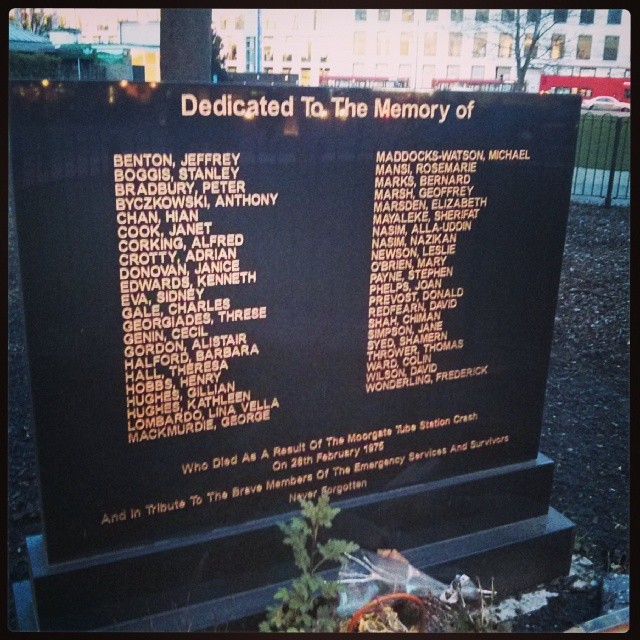 Dedicated To The Memory of
BENTON, JEFFREY
BOGGIS, STANLEY
BRADBURY, PETER
BYCZKOWSKI, ANTHONY
CHAN, HIAN
COOK, JANET
CORKING, ALFRED
CROTTY, ADRIAN
DONOVAN, JANICE
EDWARDS, KENNETH
EVA, SIDNEY
GALE, CHARLES
GEORGIADES, THRESE
GENIN, CECIL
GORDON, ALISTAIR
HALFORD, BARBARA
HALL, THERESA
HOBBS, HENRY
HUGHES, GILLIAN
HUGHES, KATHLEEN
LOMBARDO, LINA VELLA
MACKMURDIE, GEORGE
MADDOCKS-WATSON, MICHAEL
MANSI, ROSEMARIE
MARKS, BERNARD
MARSH, GEOFFREY
MARSDEN, ELIZABETH
MAYALEKE, SHERIFAT
NASIM, ALLA-UDDIN
NASIM, NAZIKAN
NEWSON, LESLIE
O'BRIEN, MARY
PAYNE, STEPHEN
PHELPS, JOAN
PREVOST, DONALD
REDFEARN, DAVID
SHAH, CHIMAN
SIMPSON, JANE
SYED, SHAMERN
THROWER, THOMAS
WARD, COLIN
WILSON, DAVID
WONDERLING, FREDERICK
Who Died As A Result Of The Moorgate Tube Station Crash
On 28th February 1975
And In Tribute To The Brave Members Of The Emergency Services And Survivors
Never Forgotten